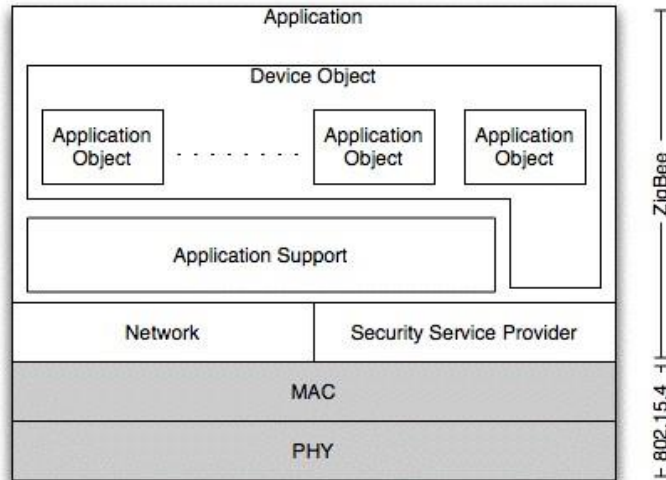 Application
Device Object
Application
Object
. . . . . . . . .
Application
Object
Application
Object
Application Support
Network
Security Service Provider
MAC
PHY
ZigBee
802.15.4